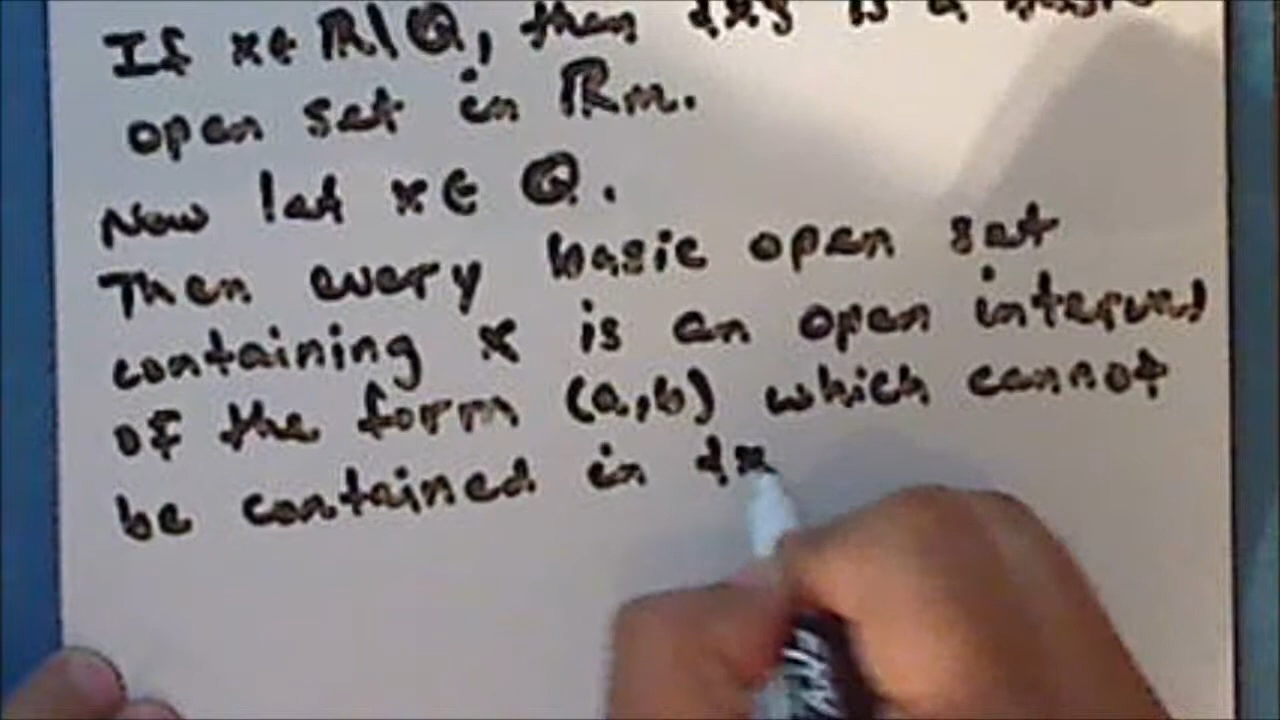 If x∈ ℝ|ℚ, then {x} is a basic
open set in ℝm.
Now let x∈ ℚ.
Then every basic open set
containing x is an open interval
of the form (a,b) which cannot
be contained in {x